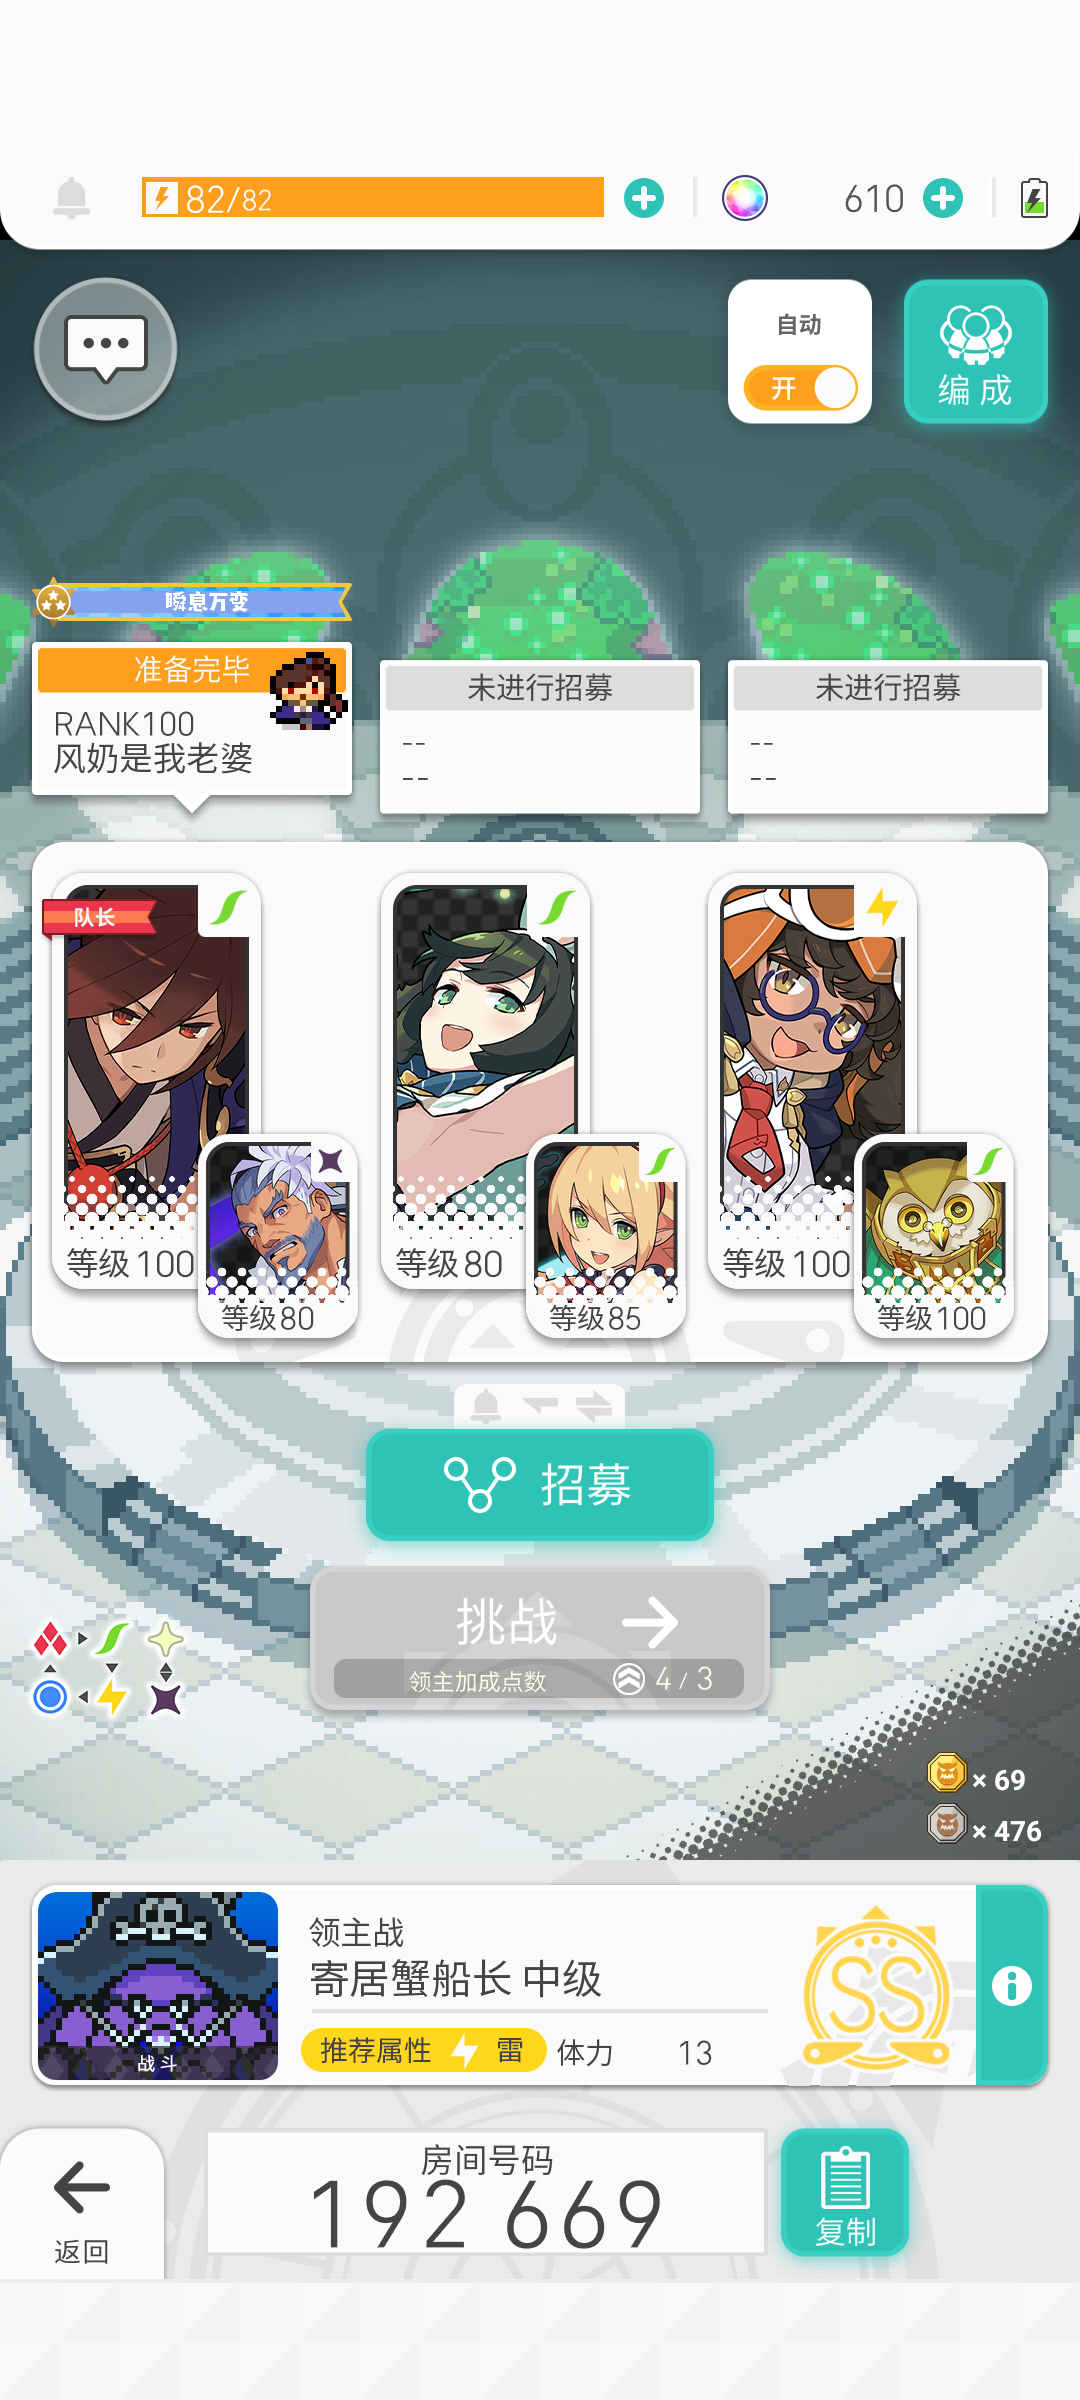 82/82
610
自动
开
编成
瞬息万变
准备完毕
RANK100
风奶是我老婆
未进行招募
--
--
未进行招募
--
--
队长
等级100
等级80
等级80
等级85
等级100
等级100
招募
挑战
领主加成点数 4 / 3
× 69
× 476
战斗
领主战
寄居蟹船长 中级
推荐属性 雷 体力 13
SS
房间号码
192 669
复制
返回